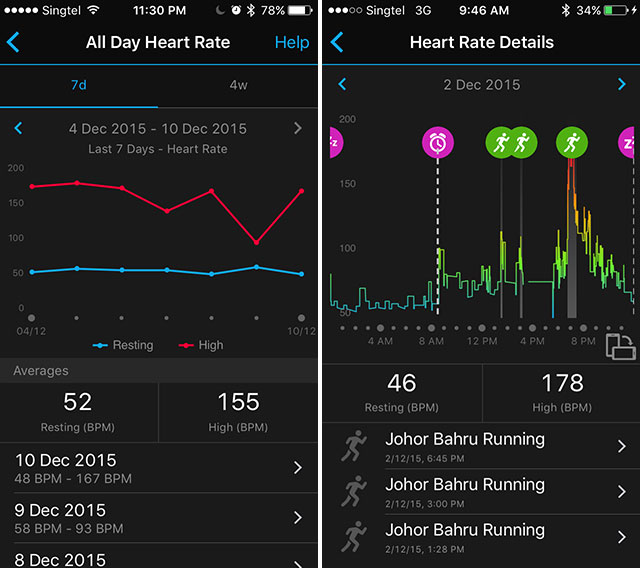 Singtel 11:30 PM 78%
All Day Heart Rate Help
7d 4w
4 Dec 2015 - 10 Dec 2015
Last 7 Days - Heart Rate
200
150
100
50
0
04/12 10/12
Resting High
Averages
52 155
Resting (BPM) High (BPM)
10 Dec 2015
48 BPM - 167 BPM
9 Dec 2015
58 BPM - 93 BPM
8 Dec 2015
Singtel 3G 9:46 AM 34%
Heart Rate Details
2 Dec 2015
200
150
100
50
4 AM 8 AM 12 PM 4 PM 8 PM
46 178
Resting (BPM) High (BPM)
Johor Bahru Running
2/12/15, 6:45 PM
Johor Bahru Running
2/12/15, 3:00 PM
Johor Bahru Running
2/12/15, 1:28 PM